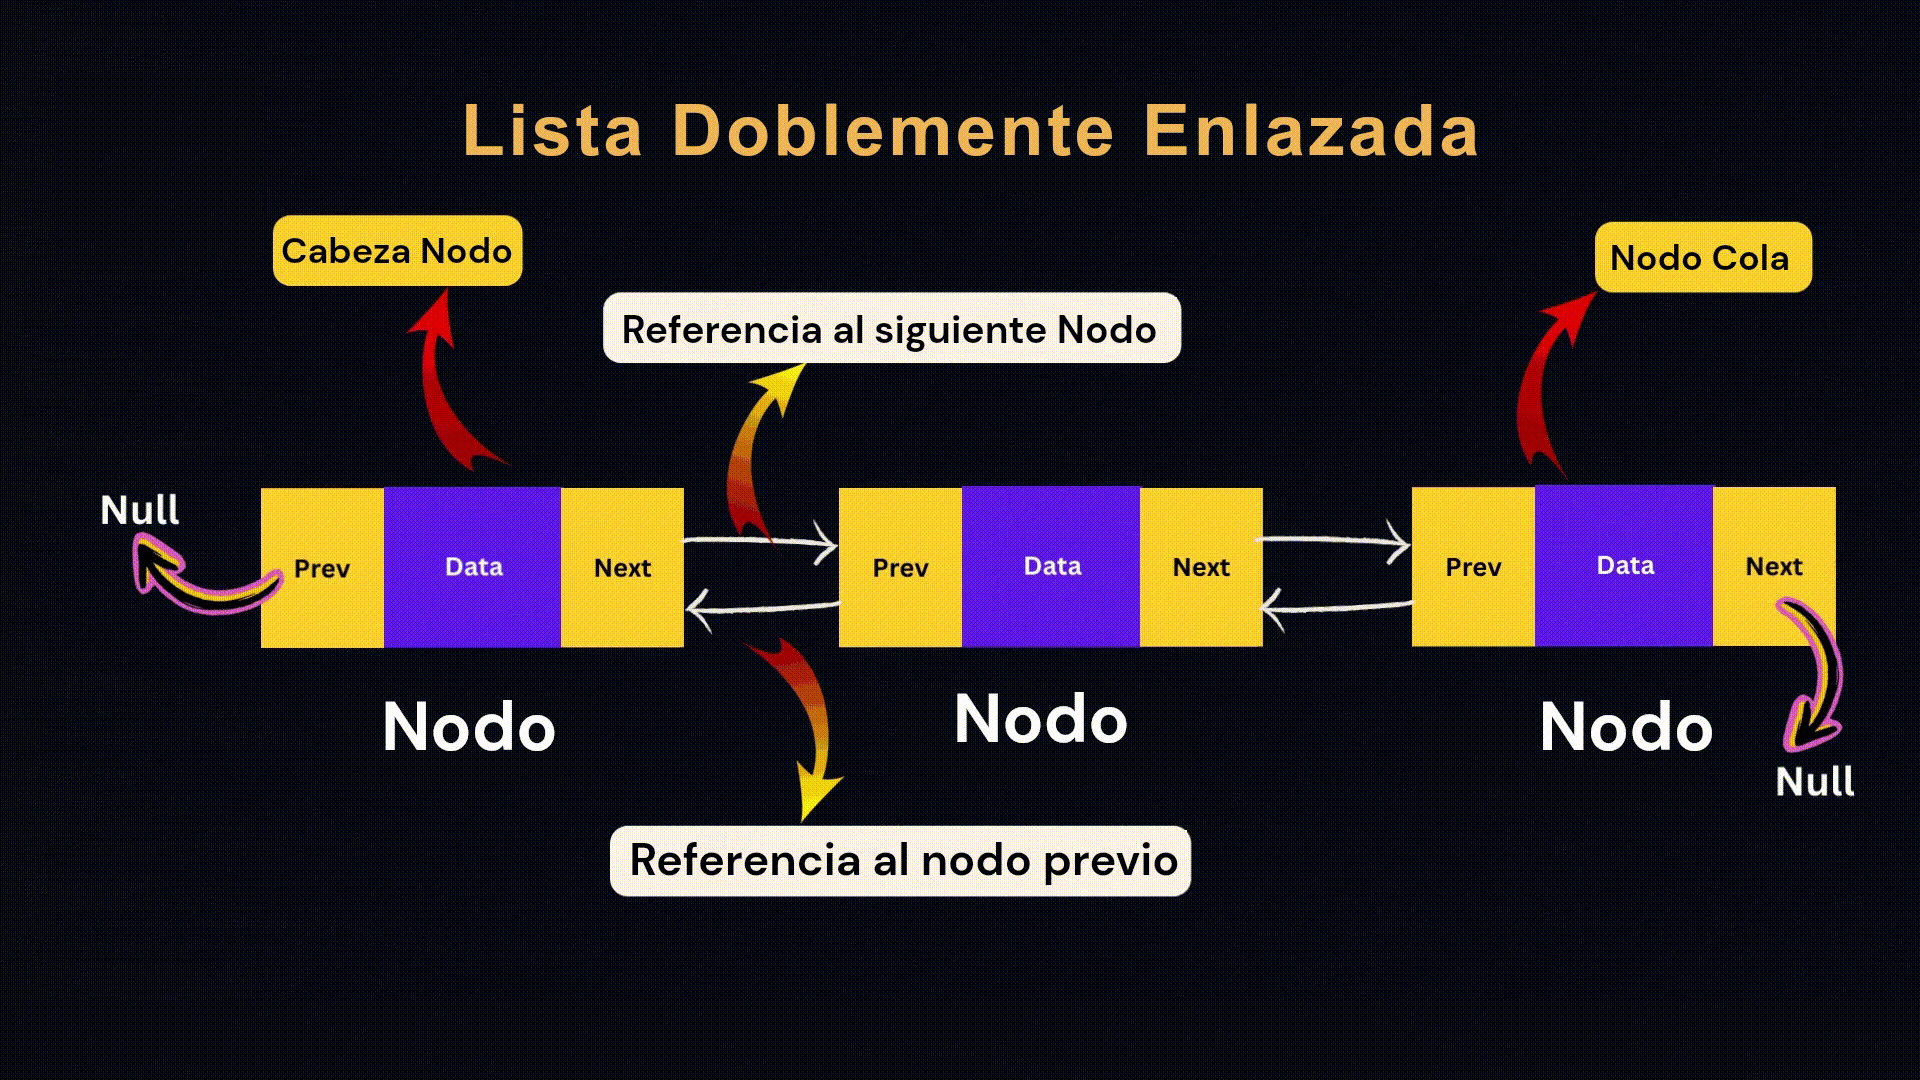 Lista Doblemente Enlazada
Cabeza Nodo
Nodo Cola
Referencia al siguiente Nodo
Null
Prev Data Next
Prev Data Next
Prev Data Next
Nodo
Nodo
Nodo
Null
Referencia al nodo previo